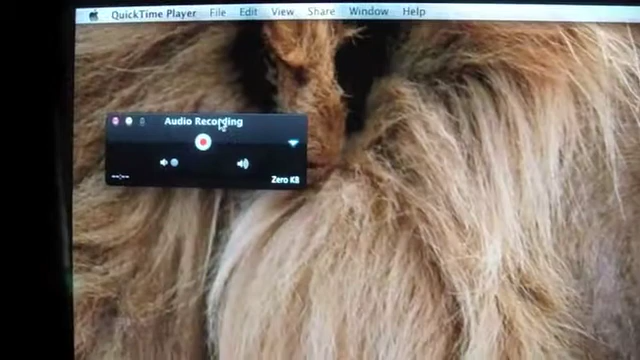 QuickTime Player File Edit View Share Window Help
Audio Recording
Zero KB